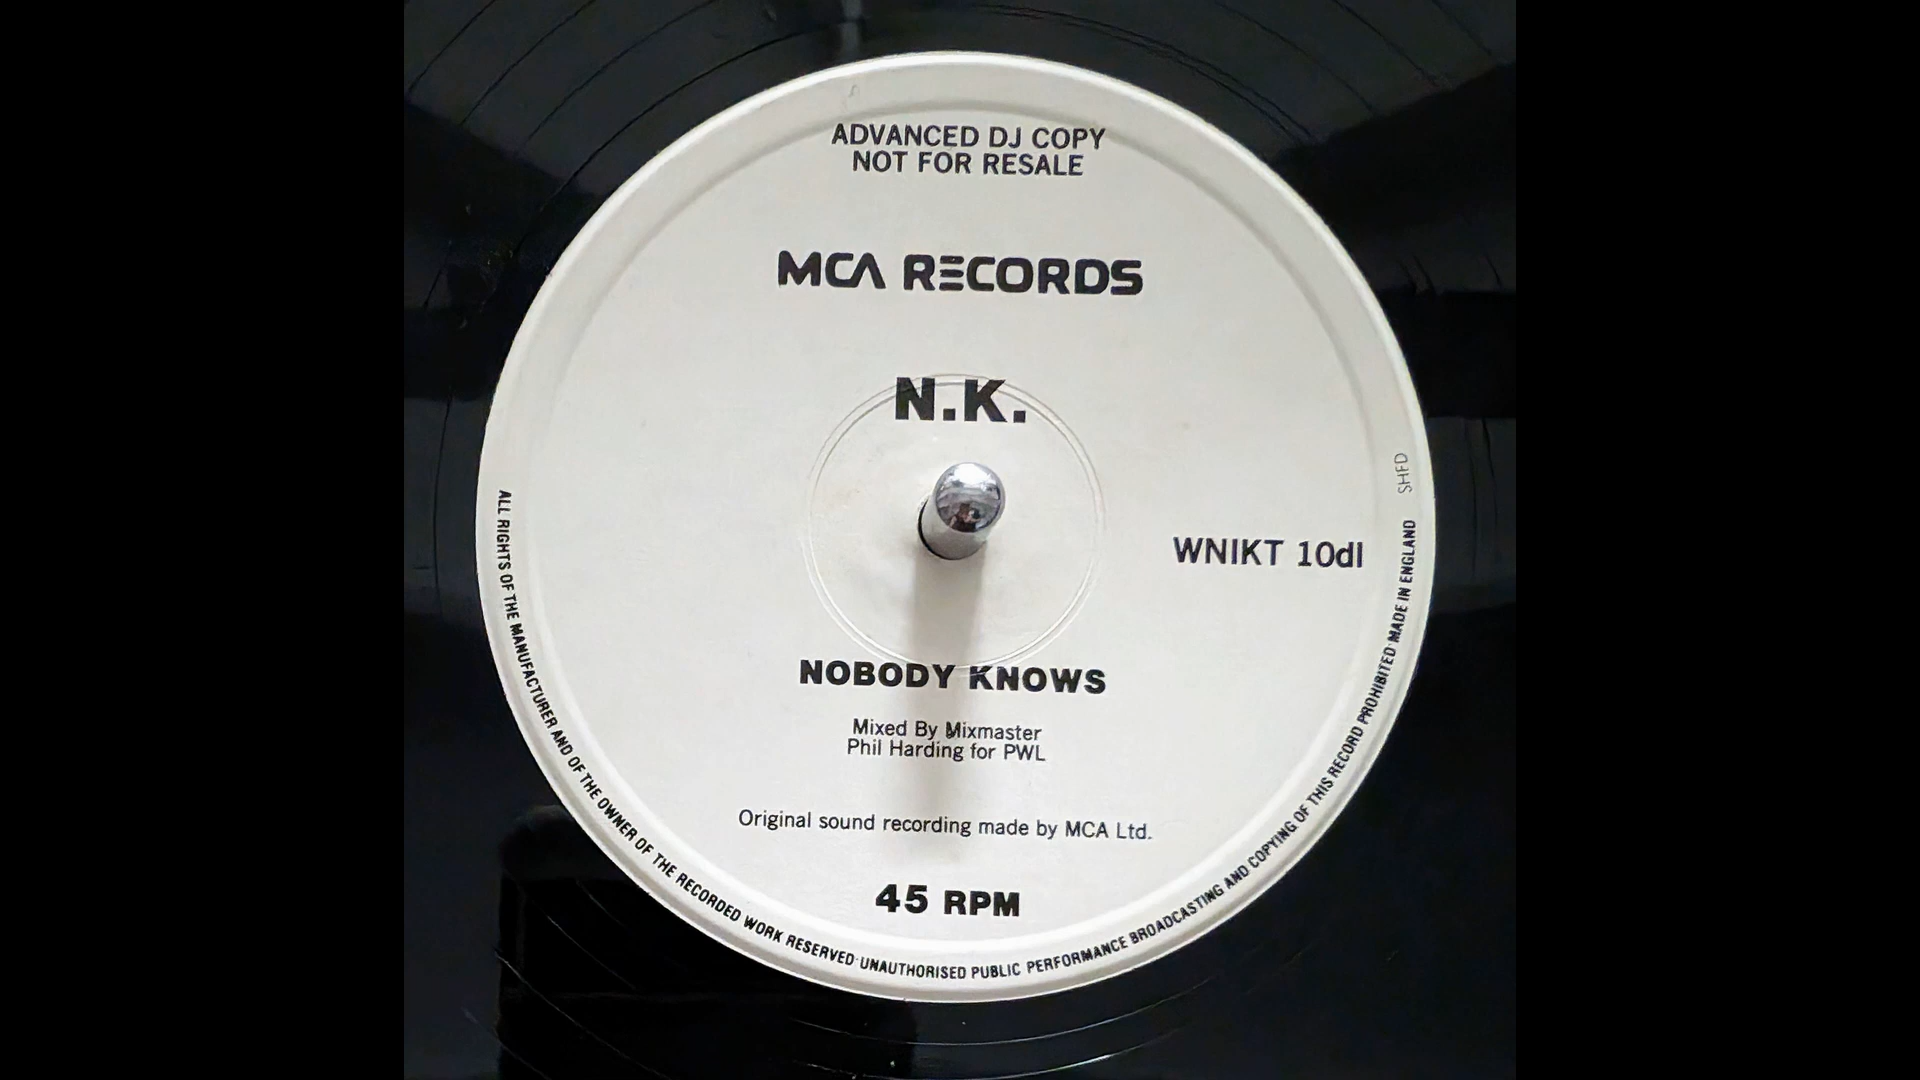 ADVANCED DJ COPY
NOT FOR RESALE
MCA RECORDS
N.K.
SHFD
WNIKT 10dl
NOBODY KNOWS
Mixed By Mixmaster
Phil Harding for PWL
Original sound recording made by MCA Ltd.
45 RPM
ALL RIGHTS OF THE MANUFACTURER AND OF THE OWNER OF THE RECORDED WORK RESERVED·UNAUTHORISED PUBLIC PERFORMANCE BROADCASTING AND COPYING OF THIS RECORD PROHIBITED·MADE IN ENGLAND